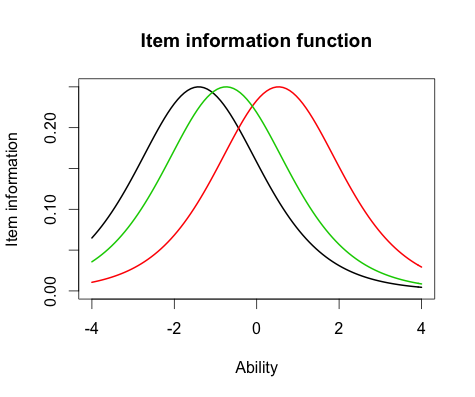 Item information function
Item information
0.20
0.10
0.00
-4 -2 0 2 4
Ability